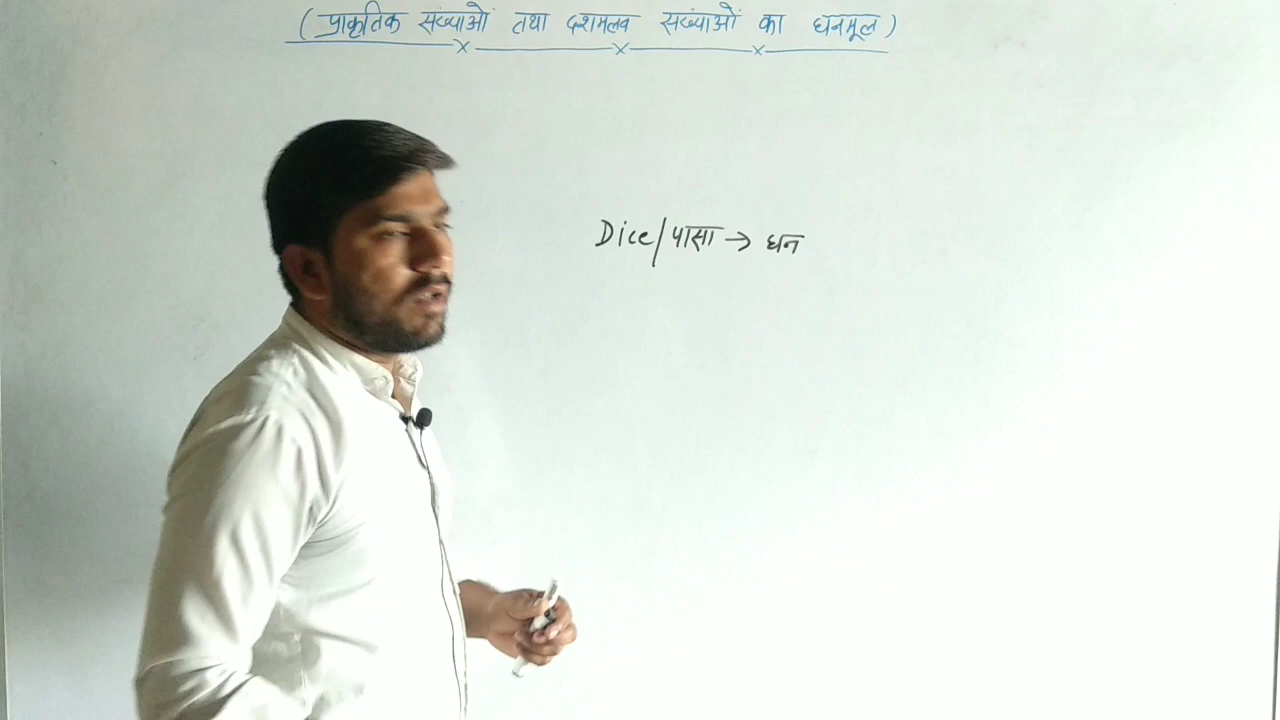 (प्राकृतिक संख्याओं तथा दशमलव संख्याओं का घनमूल)
Dice/पासा → घन